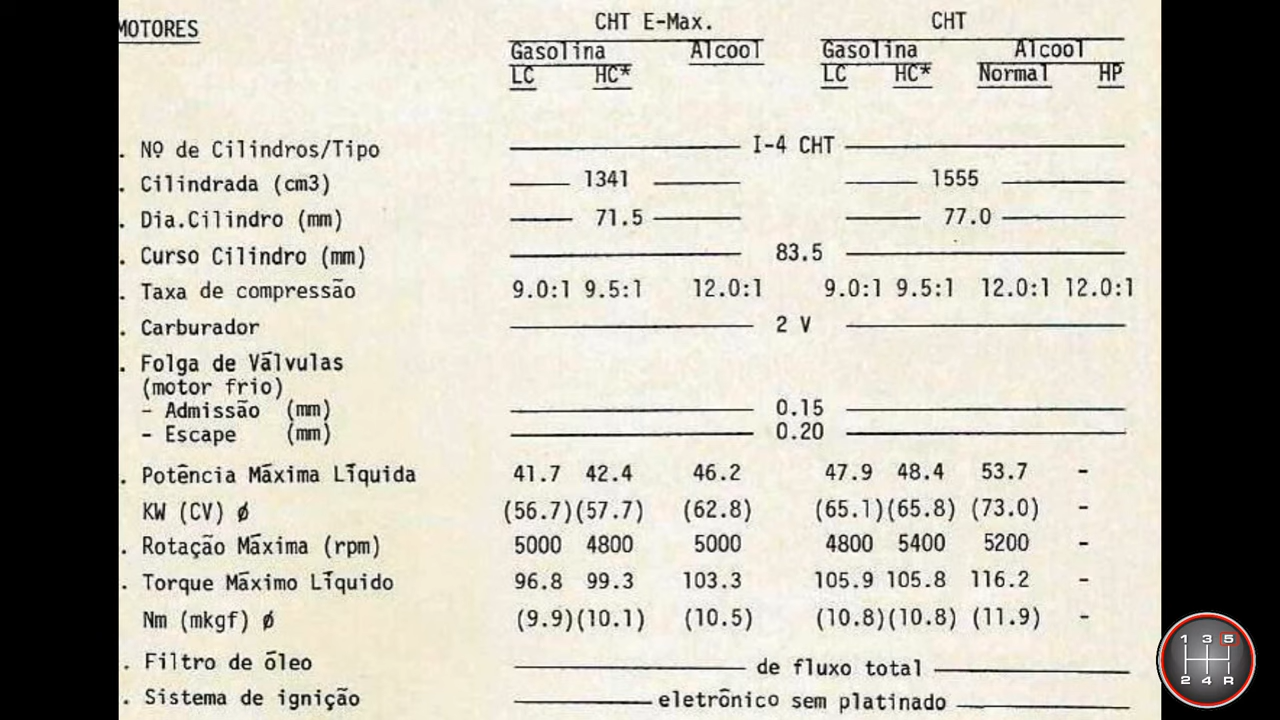 MOTORES CHT E-Max. CHT
Gasolina Alcool Gasolina Alcool
LC HC* LC HC* Normal HP
. Nº de Cilindros/Tipo I-4 CHT
. Cilindrada (cm3) 1341 1555
. Dia.Cilindro (mm) 71.5 77.0
. Curso Cilindro (mm) 83.5
. Taxa de compressão 9.0:1 9.5:1 12.0:1 9.0:1 9.5:1 12.0:1 12.0:1
. Carburador 2 V
. Folga de Válvulas
(motor frio)
- Admissão (mm) 0.15
- Escape (mm) 0.20
. Potência Máxima Líquida 41.7 42.4 46.2 47.9 48.4 53.7 -
KW (CV) ø (56.7)(57.7) (62.8) (65.1)(65.8) (73.0) -
. Rotação Máxima (rpm) 5000 4800 5000 4800 5400 5200 -
. Torque Máximo Líquido 96.8 99.3 103.3 105.9 105.8 116.2 -
Nm (mkgf) ø (9.9)(10.1) (10.5) (10.8)(10.8) (11.9) -
. Filtro de óleo de fluxo total
. Sistema de ignição eletrônico sem platinado
1 3 5
2 4 R